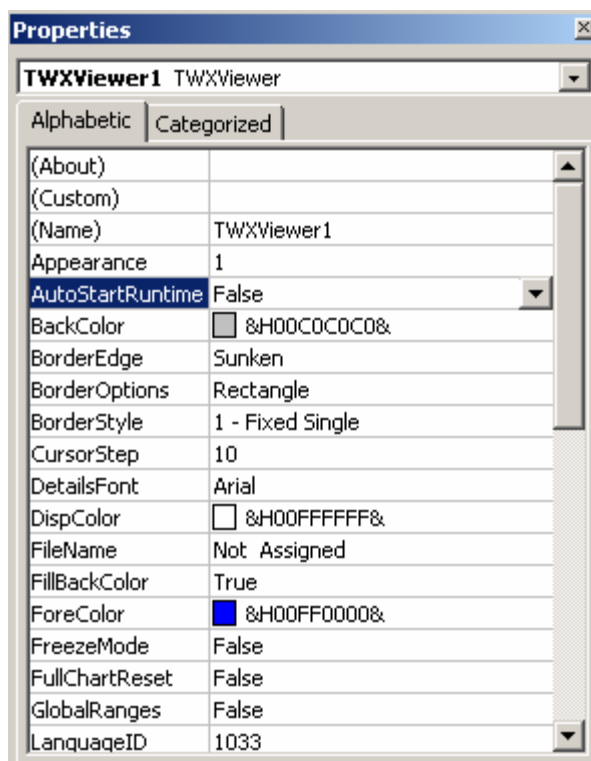 Properties
TWXViewer1 TWXViewer
Alphabetic Categorized
(About)
(Custom)
(Name) TWXViewer1
Appearance 1
AutoStartRuntime False
BackColor &H00C0C0C0&
BorderEdge Sunken
BorderOptions Rectangle
BorderStyle 1 - Fixed Single
CursorStep 10
DetailsFont Arial
DispColor &H00FFFFFF&
FileName Not Assigned
FillBackColor True
ForeColor &H00FF0000&
FreezeMode False
FullChartReset False
GlobalRanges False
LanguageID 1033